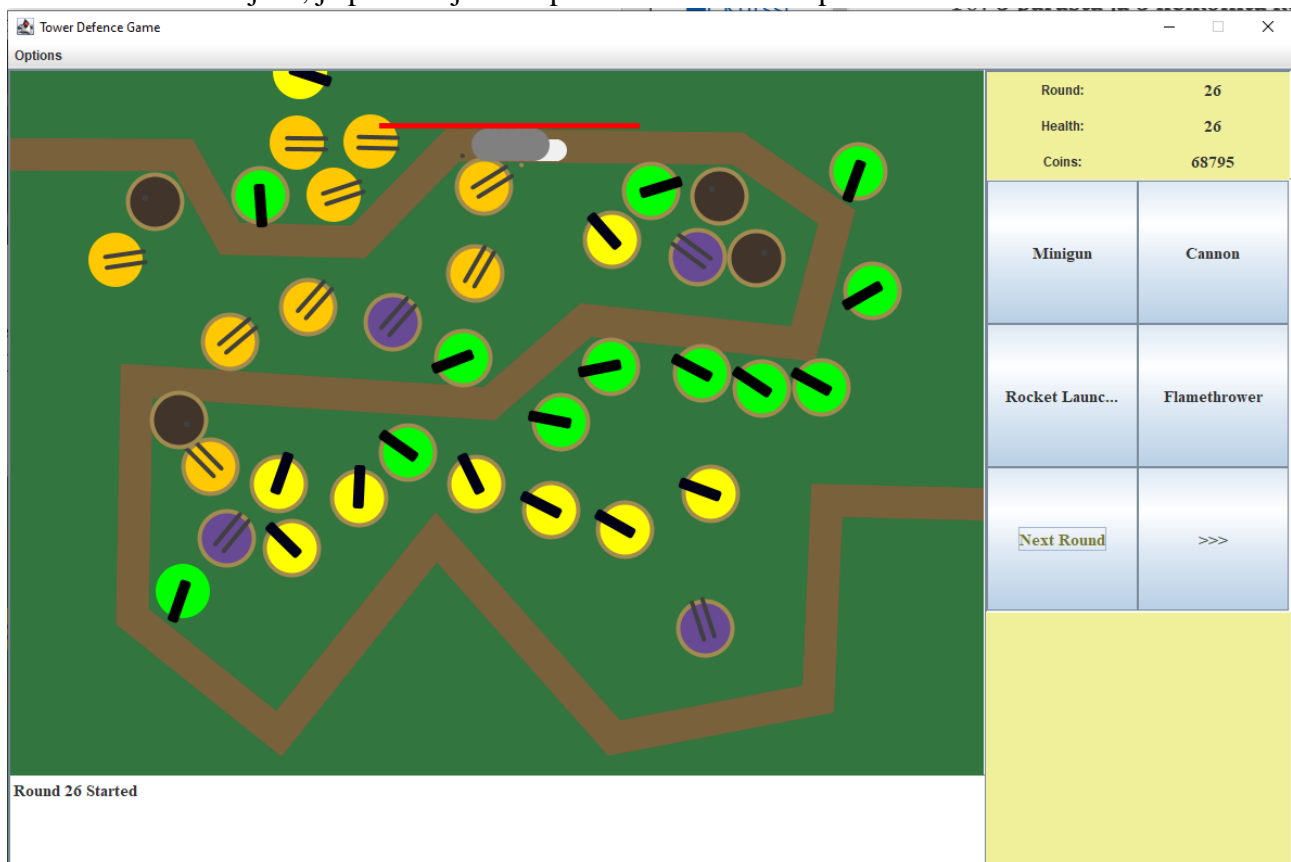 Tower Defence Game
Options
Round: 26
Health: 26
Coins: 68795
Minigun Cannon
Rocket Launc... Flamethrower
Next Round >>>
Round 26 Started